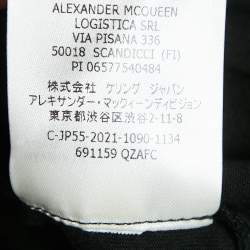 ALEXANDER MCQUEEN
LOGISTICA SRL
VIA PISANA 336
50018 SCANDICCI (FI)
PI 06577540484
株式会社 ケリング ジャパン
アレキサンダー・マックイーンディビジョン
東京都渋谷区渋谷2-11-8
C-JP55-2021-1090-1134
691159 QZAFC